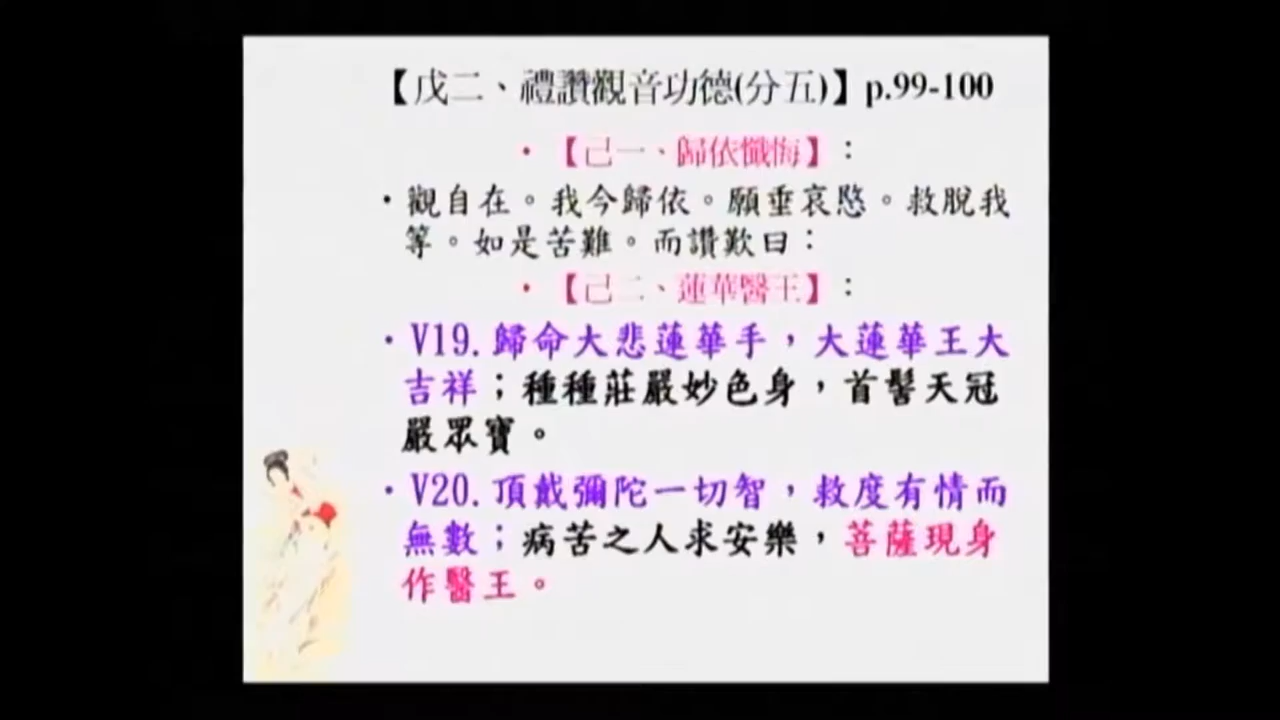 【戊二、禮讚觀音功德(分五)】p.99-100
•【己一、歸依懺悔】：
•觀自在。我今歸依。願垂哀愍。救脫我
等。如是苦難。而讚歎曰：
•【己二、蓮華醫王】：
•V19.歸命大悲蓮華手，大蓮華王大
吉祥；種種莊嚴妙色身，首髻天冠
嚴眾寶。
•V20.頂戴彌陀一切智，救度有情而
無數；病苦之人求安樂，菩薩現身
作醫王。